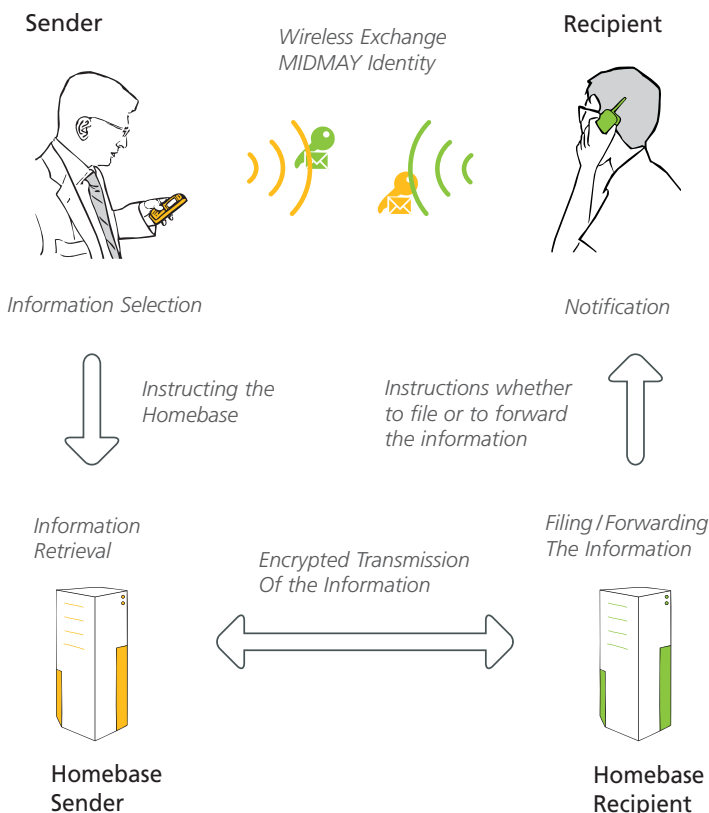 Sender
Wireless Exchange
MIDMAY Identity
Recipient
Information Selection
Notification
Instructing the
Homebase
Instructions whether
to file or to forward
the information
Information
Retrieval
Encrypted Transmission
Of the Information
Filing / Forwarding
The Information
Homebase
Sender
Homebase
Recipient